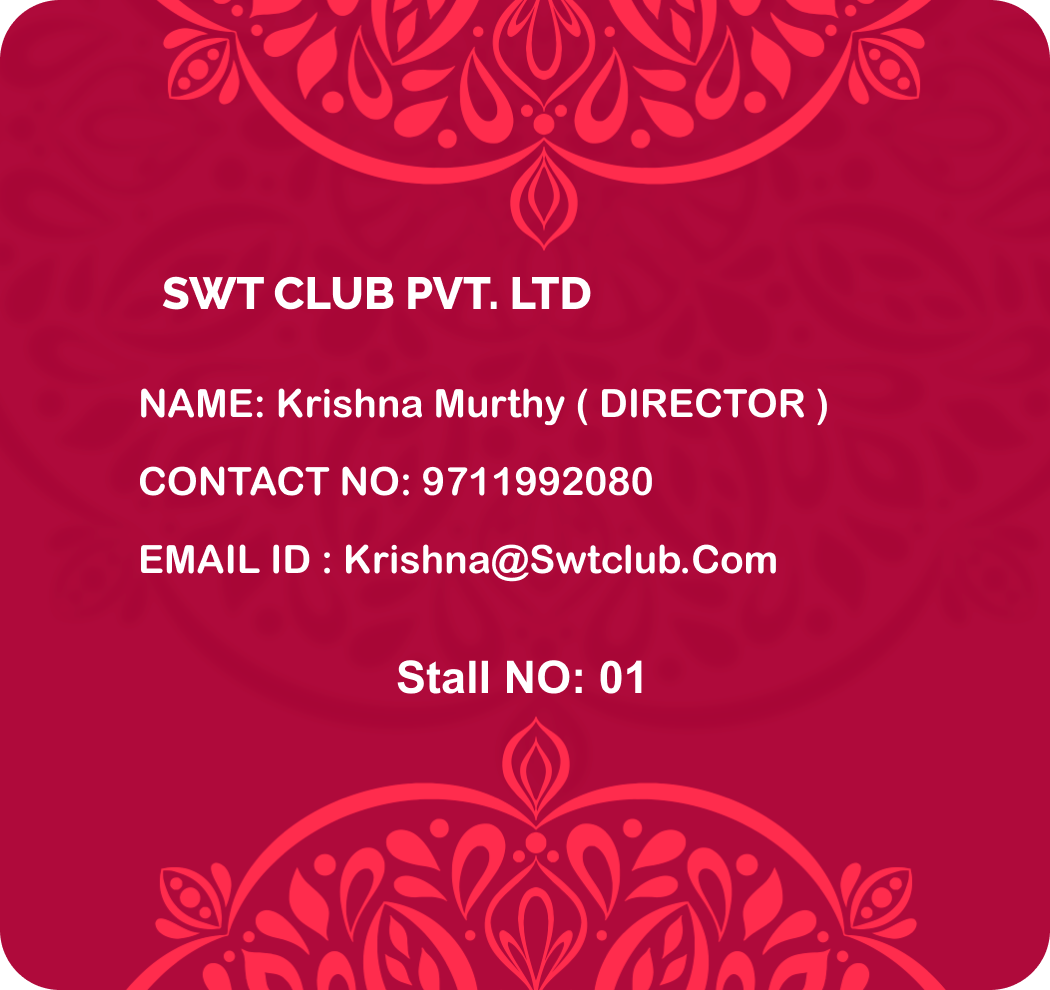 SWT CLUB PVT. LTD
NAME: Krishna Murthy ( DIRECTOR )
CONTACT NO: 9711992080
EMAIL ID : Krishna@Swtclub.Com
Stall NO: 01